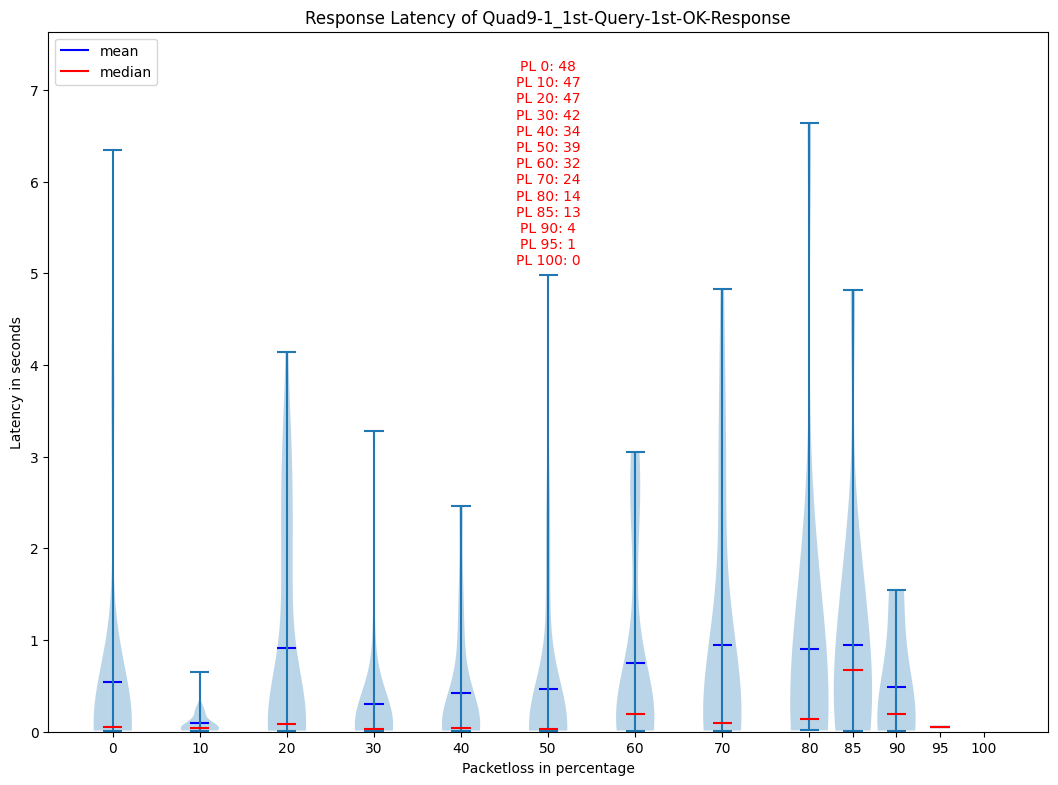 Response Latency of Quad9-1_1st-Query-1st-OK-Response
mean
median
PL 0: 48
PL 10: 47
PL 20: 47
PL 30: 42
PL 40: 34
PL 50: 39
PL 60: 32
PL 70: 24
PL 80: 14
PL 85: 13
PL 90: 4
PL 95: 1
PL 100: 0
Latency in seconds
7
6
5
4
3
2
1
0
0 10 20 30 40 50 60 70 80 85 90 95 100
Packetloss in percentage